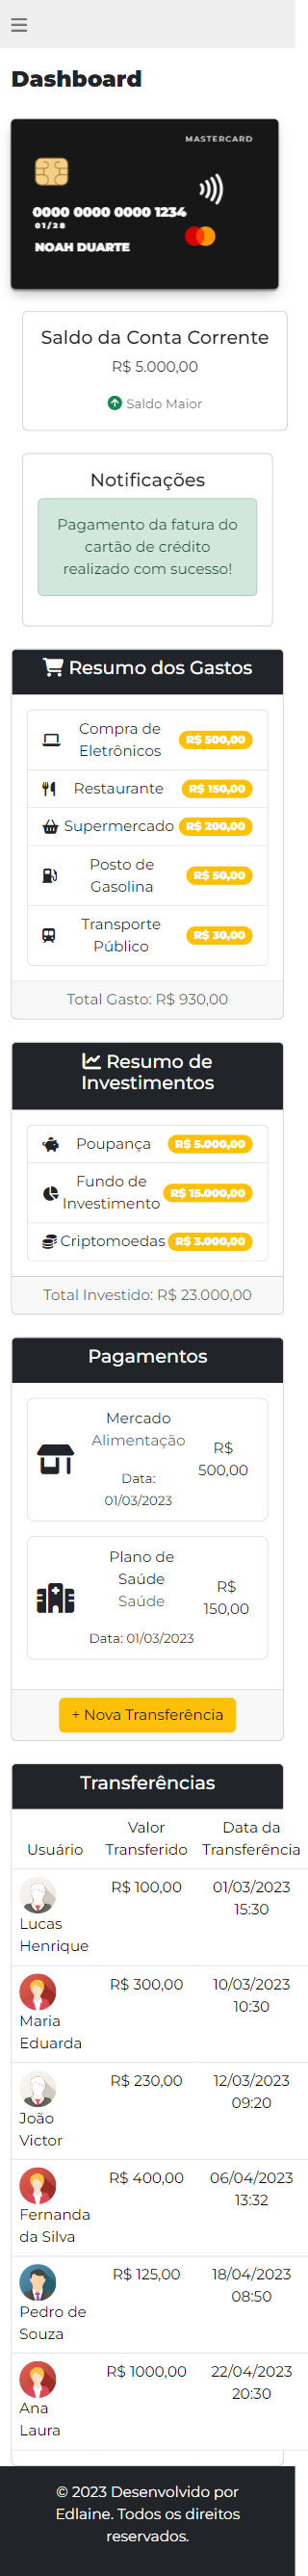 Dashboard
MASTERCARD
0000 0000 0000 1234
01/28
NOAH DUARTE
Saldo da Conta Corrente
R$ 5.000,00
Saldo Maior
Notificações
Pagamento da fatura do
cartão de crédito
realizado com sucesso!
Resumo dos Gastos
Compra de
Eletrônicos
R$ 500,00
Restaurante R$ 150,00
Supermercado R$ 200,00
Posto de
Gasolina
R$ 50,00
Transporte
Público
R$ 30,00
Total Gasto: R$ 930,00
Resumo de
Investimentos
Poupança R$ 5.000,00
Fundo de
Investimento
R$ 15.000,00
Criptomoedas R$ 3.000,00
Total Investido: R$ 23.000,00
Pagamentos
Mercado
Alimentação
Data:
01/03/2023
R$
500,00
Plano de
Saúde
Saúde
Data: 01/03/2023
R$
150,00
+ Nova Transferência
Transferências
Usuário
Valor
Transferido
Data da
Transferência
Lucas
Henrique
R$ 100,00
01/03/2023
15:30
Maria
Eduarda
R$ 300,00
10/03/2023
10:30
João
Victor
R$ 230,00
12/03/2023
09:20
Fernanda
da Silva
R$ 400,00
06/04/2023
13:32
Pedro de
Souza
R$ 125,00
18/04/2023
08:50
Ana
Laura
R$ 1000,00
22/04/2023
20:30
© 2023 Desenvolvido por
Edlaine. Todos os direitos
reservados.